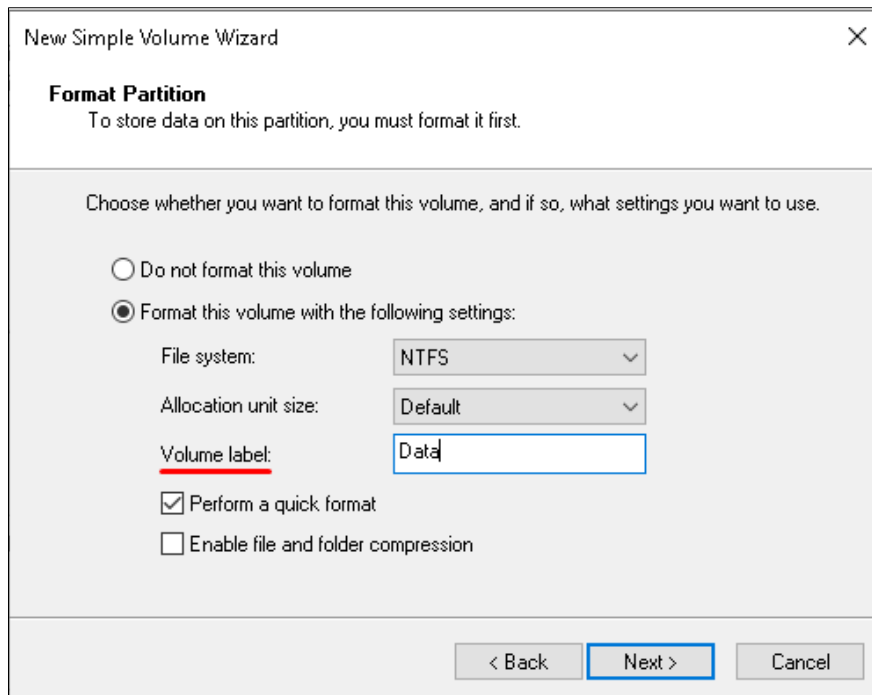 New Simple Volume Wizard
Format Partition
To store data on this partition, you must format it first.
Choose whether you want to format this volume, and if so, what settings you want to use.
Do not format this volume
Format this volume with the following settings:
File system: NTFS
Allocation unit size: Default
Volume label: Data
Perform a quick format
Enable file and folder compression
< Back Next > Cancel